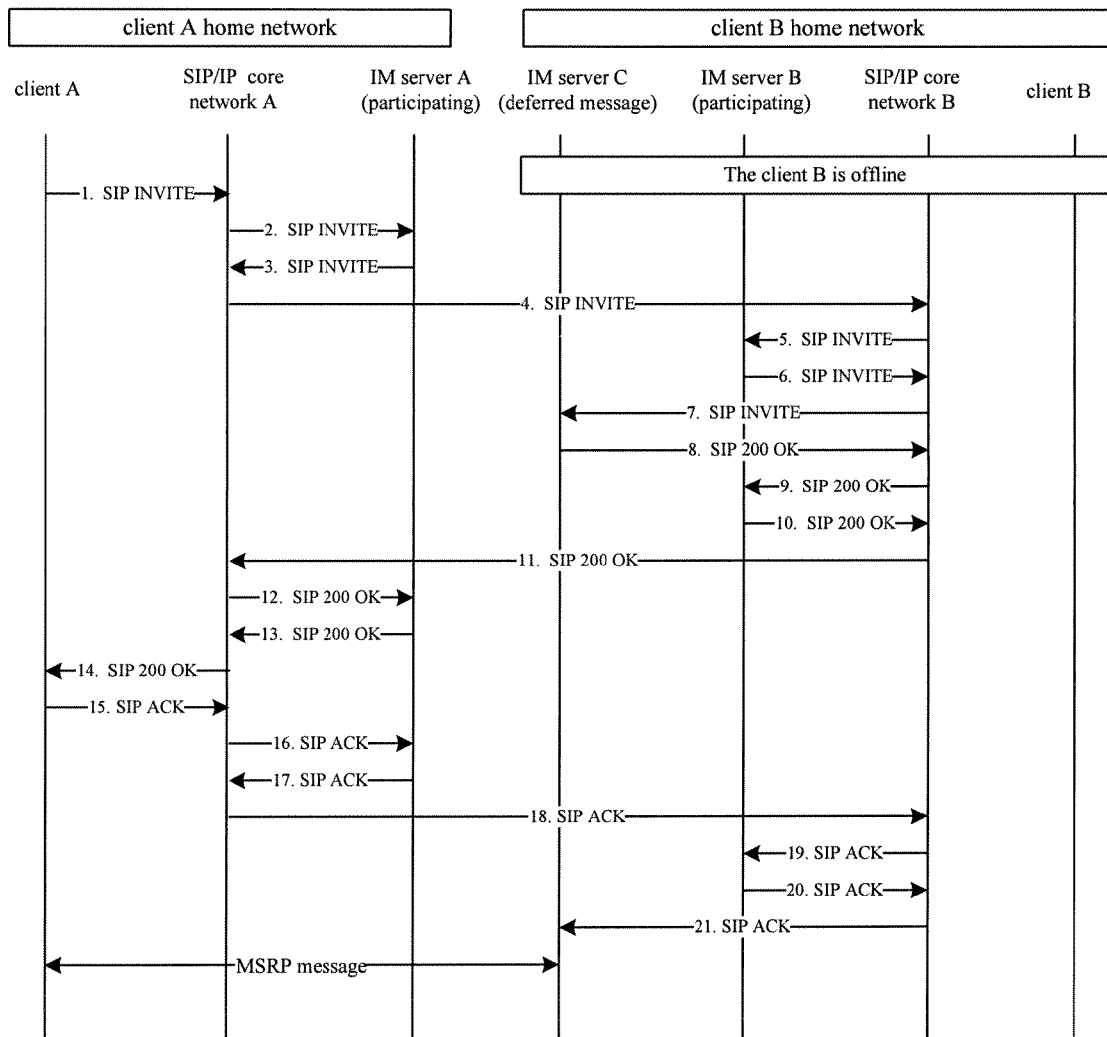 client A home network
client B home network
client A
SIP/IP core
network A
IM server A
(participating)
IM server C
(deferred message)
IM server B
(participating)
SIP/IP core
network B
client B
The client B is offline
1. SIP INVITE
2. SIP INVITE
3. SIP INVITE
4. SIP INVITE
5. SIP INVITE
6. SIP INVITE
7. SIP INVITE
8. SIP 200 OK
9. SIP 200 OK
10. SIP 200 OK
11. SIP 200 OK
12. SIP 200 OK
13. SIP 200 OK
14. SIP 200 OK
15. SIP ACK
16. SIP ACK
17. SIP ACK
18. SIP ACK
19. SIP ACK
20. SIP ACK
21. SIP ACK
MSRP message